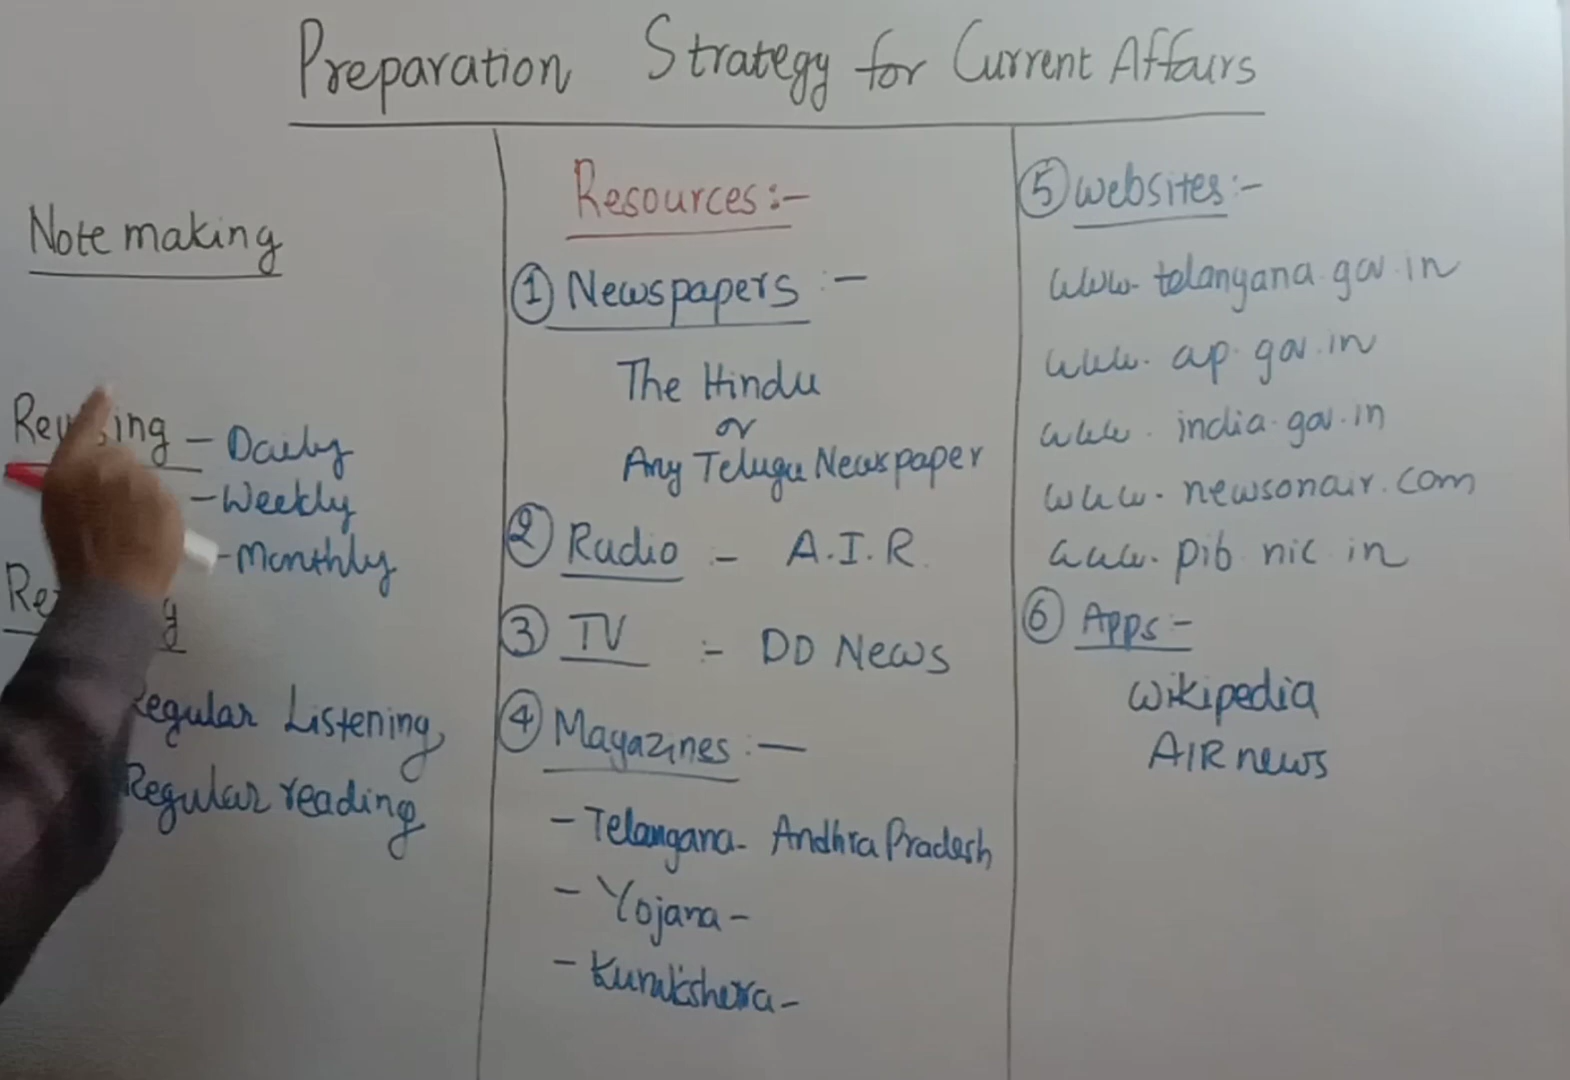 Preparation Strategy for Current Affairs
Note making
- Daily
- Weekly
- Monthly
Regular Listening
Regular reading
Resources:-
① Newspapers :-
The Hindu
or
Any Telugu Newspaper
② Radio :- A.I.R.
③ TV :- DD News
④ Magazines :-
- Telangana - Andhra Pradesh
- Yojana -
- Kurukshetra -
⑤ Websites :-
www.telangana.gov.in
www.ap.gov.in
www.india.gov.in
www.newsonair.com
www.pib.nic.in
⑥ Apps :-
Wikipedia
AIR news